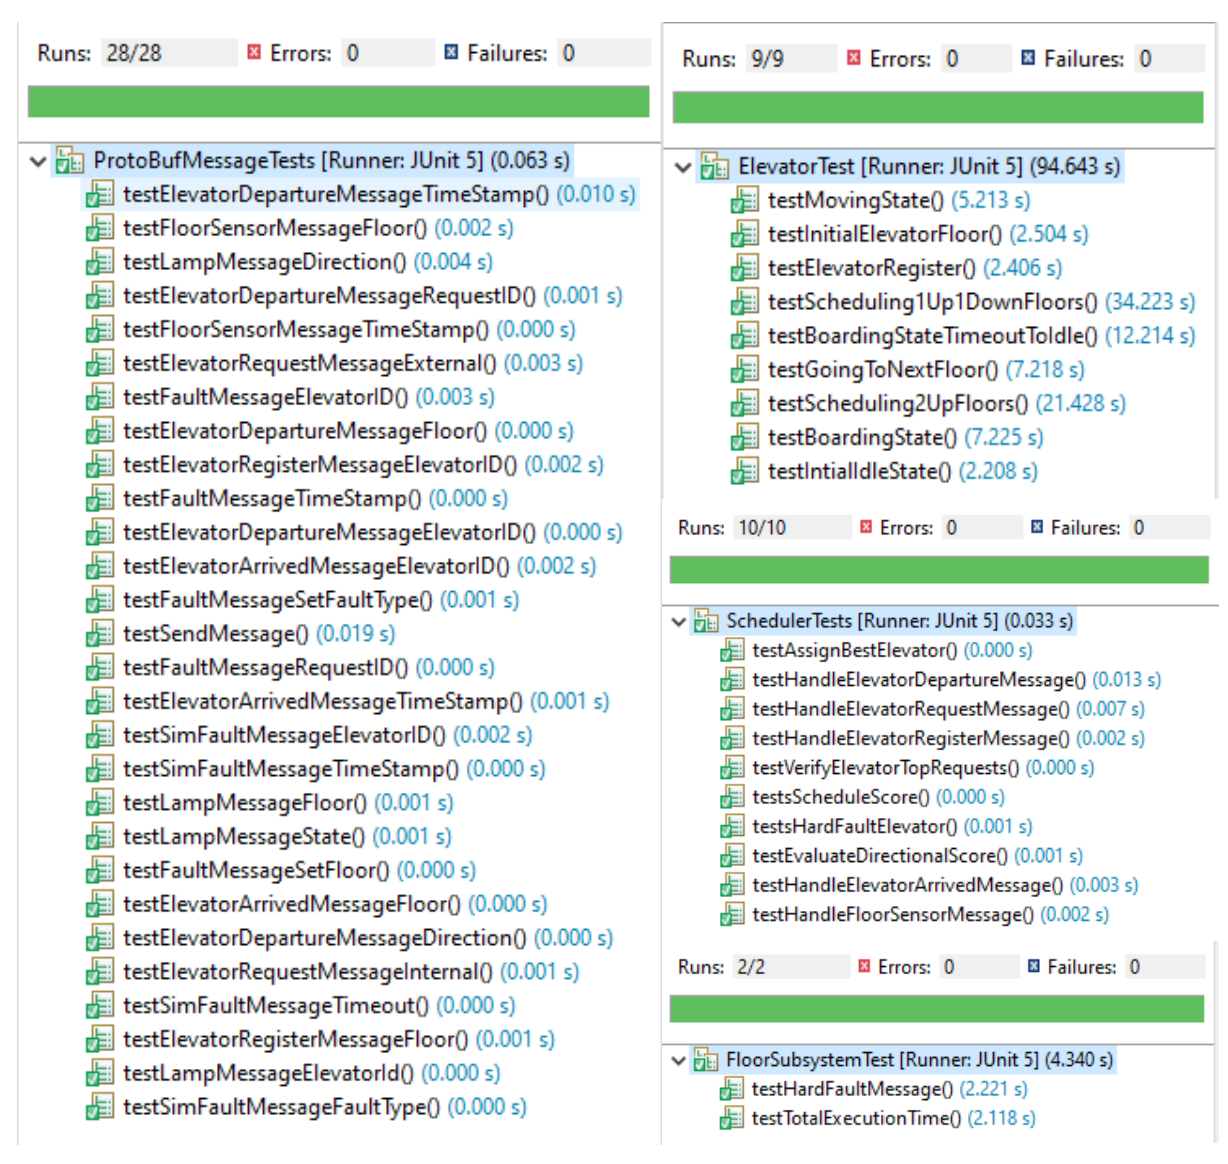 Runs: 28/28 Errors: 0 Failures: 0
ProtoBufMessageTests [Runner: JUnit 5] (0.063 s)
testElevatorDepartureMessageTimeStamp() (0.010 s)
testFloorSensorMessageFloor() (0.002 s)
testLampMessageDirection() (0.004 s)
testElevatorDepartureMessageRequestID() (0.001 s)
testFloorSensorMessageTimeStamp() (0.000 s)
testElevatorRequestMessageExternal() (0.003 s)
testFaultMessageElevatorID() (0.003 s)
testElevatorDepartureMessageFloor() (0.000 s)
testElevatorRegisterMessageElevatorID() (0.002 s)
testFaultMessageTimeStamp() (0.000 s)
testElevatorDepartureMessageElevatorID() (0.000 s)
testElevatorArrivedMessageElevatorID() (0.002 s)
testFaultMessageSetFaultType() (0.001 s)
testSendMessage() (0.019 s)
testFaultMessageRequestID() (0.000 s)
testElevatorArrivedMessageTimeStamp() (0.001 s)
testSimFaultMessageElevatorID() (0.002 s)
testSimFaultMessageTimeStamp() (0.000 s)
testLampMessageFloor() (0.001 s)
testLampMessageState() (0.001 s)
testFaultMessageSetFloor() (0.000 s)
testElevatorArrivedMessageFloor() (0.000 s)
testElevatorDepartureMessageDirection() (0.000 s)
testElevatorRequestMessageInternal() (0.001 s)
testSimFaultMessageTimeout() (0.000 s)
testElevatorRegisterMessageFloor() (0.001 s)
testLampMessageElevatorId() (0.000 s)
testSimFaultMessageFaultType() (0.000 s)
Runs: 9/9 Errors: 0 Failures: 0
ElevatorTest [Runner: JUnit 5] (94.643 s)
testMovingState() (5.213 s)
testInitialElevatorFloor() (2.504 s)
testElevatorRegister() (2.406 s)
testScheduling1Up1DownFloors() (34.223 s)
testBoardingStateTimeoutToIdle() (12.214 s)
testGoingToNextFloor() (7.218 s)
testScheduling2UpFloors() (21.428 s)
testBoardingState() (7.225 s)
testIntialIdleState() (2.208 s)
Runs: 10/10 Errors: 0 Failures: 0
SchedulerTests [Runner: JUnit 5] (0.033 s)
testAssignBestElevator() (0.000 s)
testHandleElevatorDepartureMessage() (0.013 s)
testHandleElevatorRequestMessage() (0.007 s)
testHandleElevatorRegisterMessage() (0.002 s)
testVerifyElevatorTopRequests() (0.000 s)
testsScheduleScore() (0.000 s)
testsHardFaultElevator() (0.001 s)
testEvaluateDirectionalScore() (0.001 s)
testHandleElevatorArrivedMessage() (0.003 s)
testHandleFloorSensorMessage() (0.002 s)
Runs: 2/2 Errors: 0 Failures: 0
FloorSubsystemTest [Runner: JUnit 5] (4.340 s)
testHardFaultMessage() (2.221 s)
testTotalExecutionTime() (2.118 s)